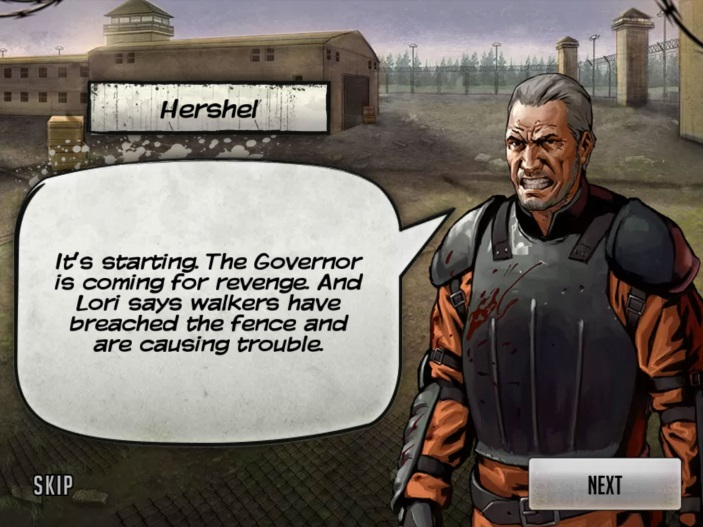 Hershel
It's starting. The Governor
is coming for revenge. And
Lori says walkers have
breached the fence and
are causing trouble.
SKIP
NEXT